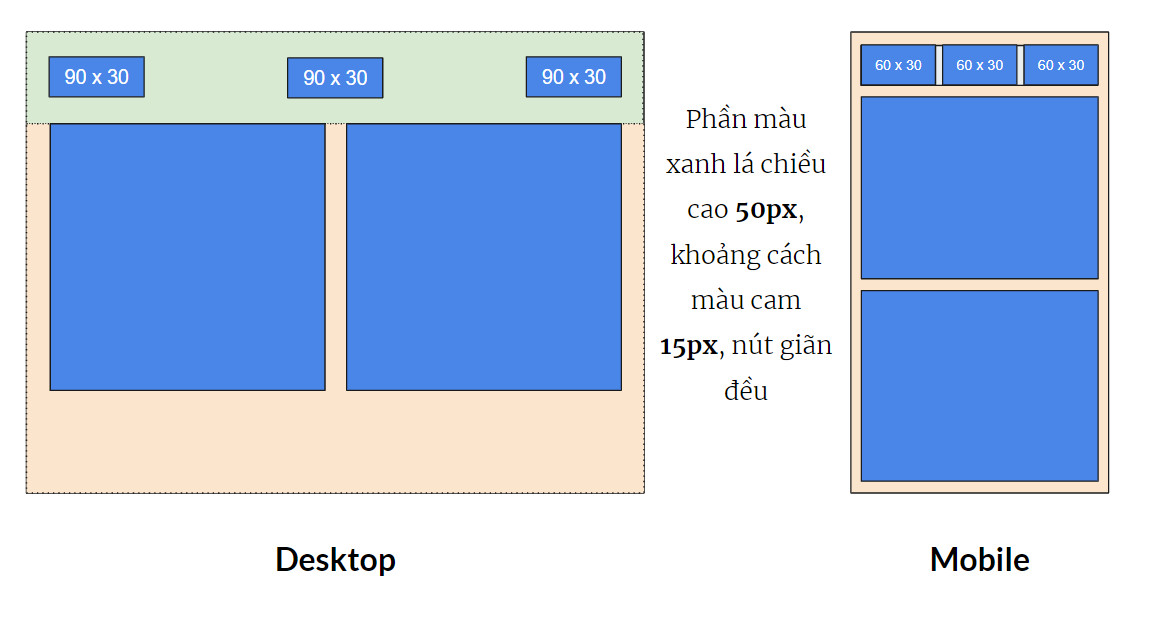 90 x 30
90 x 30
90 x 30
Phần màu
xanh lá chiều
cao 50px,
khoảng cách
màu cam
15px, nút giãn
đều
60 x 30
60 x 30
60 x 30
Desktop
Mobile